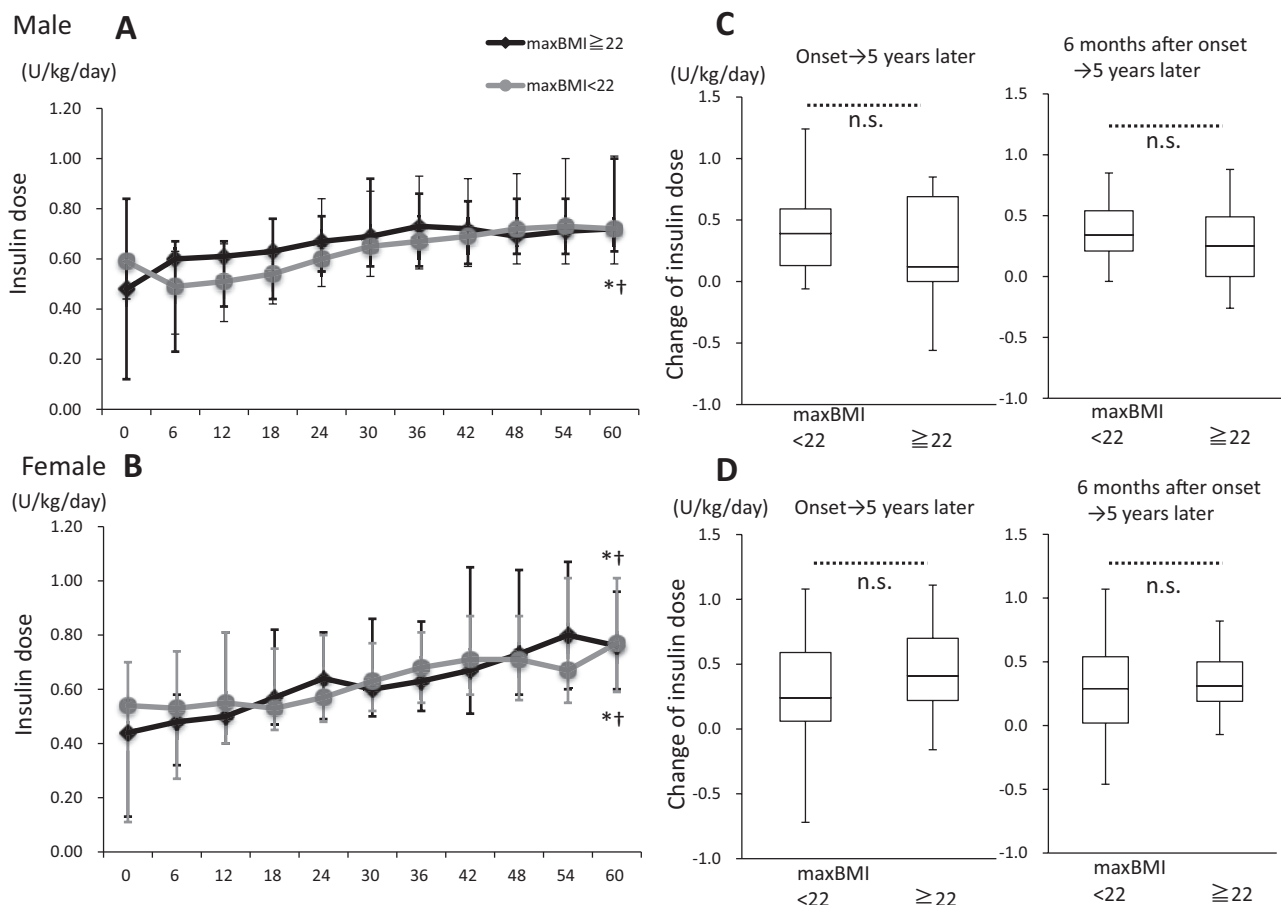 Male A
(U/kg/day)
maxBMI≧22
maxBMI<22
Insulin dose
1.20
1.00
0.80
0.60
0.40
0.20
0.00
*†
0 6 12 18 24 30 36 42 48 54 60
Female B
(U/kg/day)
Insulin dose
1.20
1.00
0.80
0.60
0.40
0.20
0.00
*†
*†
0 6 12 18 24 30 36 42 48 54 60
C
(U/kg/day)
Onset→5 years later
Change of insulin dose
1.5
1.0
0.5
0.0
-0.5
-1.0
n.s.
maxBMI
<22 ≧22
6 months after onset
→5 years later
1.5
1.0
0.5
0.0
0.5
-1.0
n.s.
maxBMI
<22 ≧22
D
(U/kg/day)
Onset→5 years later
Change of insulin dose
1.5
1.0
0.5
0.0
-0.5
-1.0
n.s.
maxBMI
<22 ≧22
6 months after onset
→5 years later
1.5
1.0
0.5
0.0
-0.5
-1.0
n.s.
maxBMI
<22 ≧22